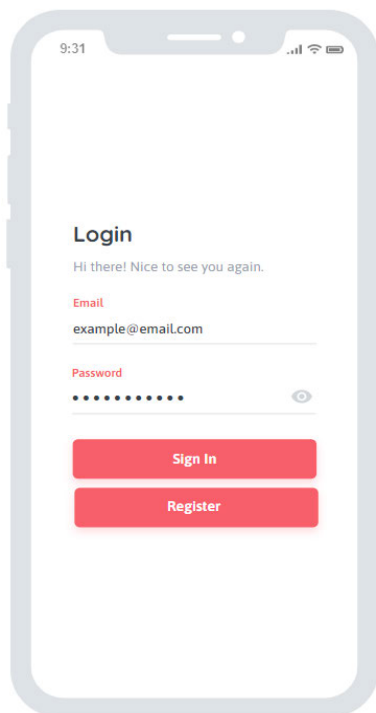 9:31
Login
Hi there! Nice to see you again.
Email
example@email.com
Password
•••••••••••
Sign In
Register